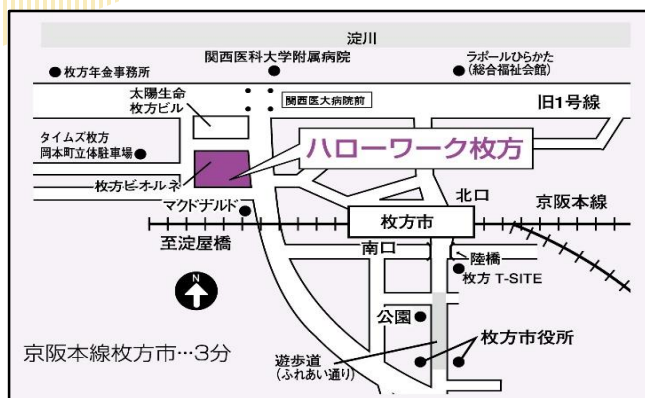 淀川
関西医科大学附属病院
ラポールひらかた
(総合福祉会館)
枚方年金事務所
太陽生命
枚方ビル
関西医大病院前
旧1号線
タイムズ枚方
岡本町立体駐車場
ハローワーク枚方
枚方ビオルネ
マクドナルド
北口
京阪本線
枚方市
至淀屋橋
南口
陸橋
枚方 T-SITE
N
公園
京阪本線枚方市…3分
遊歩道
(ふれあい通り)
枚方市役所